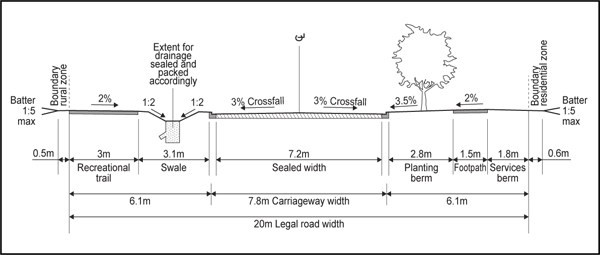 Boundary
rural zone
Extent for
drainage
sealed and
packed
accordingly
Boundary
residential zone
Batter
1:5
max
2%
1:2
1:2
3% Crossfall
3% Crossfall
3.5%
2%
Batter
1:5
max
0.5m
3m
3.1m
7.2m
2.8m
1.5m
1.8m
0.6m
Recreational
trail
Swale
Sealed width
Planting
berm
Footpath
Services
berm
6.1m
7.8m Carriageway width
6.1m
20m Legal road width